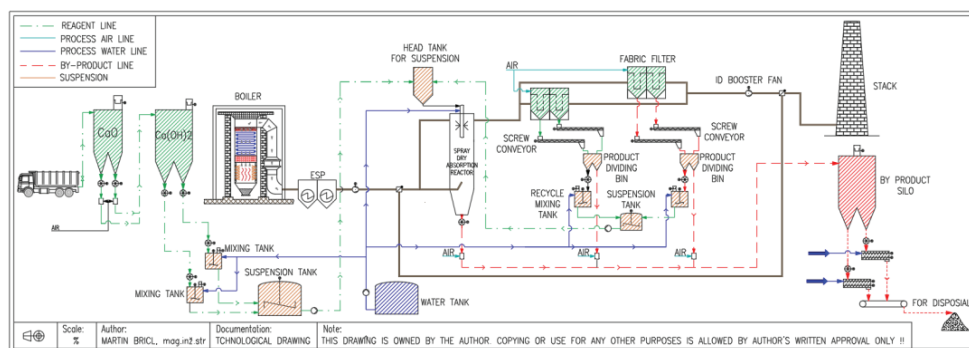 REAGENT LINE
PROCESS AIR LINE
PROCESS WATER LINE
BY-PRODUCT LINE
SUSPENSION
CaO
Ca(OH)2
AIR
BOILER
ESP
HEAD TANK
FOR SUSPENSION
SPRAY
DRY
ABSORPTION
REACTOR
AIR
FABRIC FILTER
ID BOOSTER FAN
STACK
SCREW
CONVEYOR
SCREW
CONVEYOR
PRODUCT
DIVIDING
BIN
PRODUCT
DIVIDING
BIN
RECYCLE
MIXING
TANK
SUSPENSION
TANK
BY PRODUCT
SILO
MIXING TANK
MIXING TANK
SUSPENSION TANK
WATER TANK
AIR
AIR
AIR
FOR DISPOSAL
Scale:
%
Author:
MARTIN BRICL, mag.in2.str
Documentation:
TCHNOLOGICAL DRAWING
Note:
THIS DRAWING IS OWNED BY THE AUTHOR. COPYING OR USE FOR ANY OTHER PURPOSES IS ALLOWED BY AUTHOR'S WRITTEN APPROVAL ONLY !!